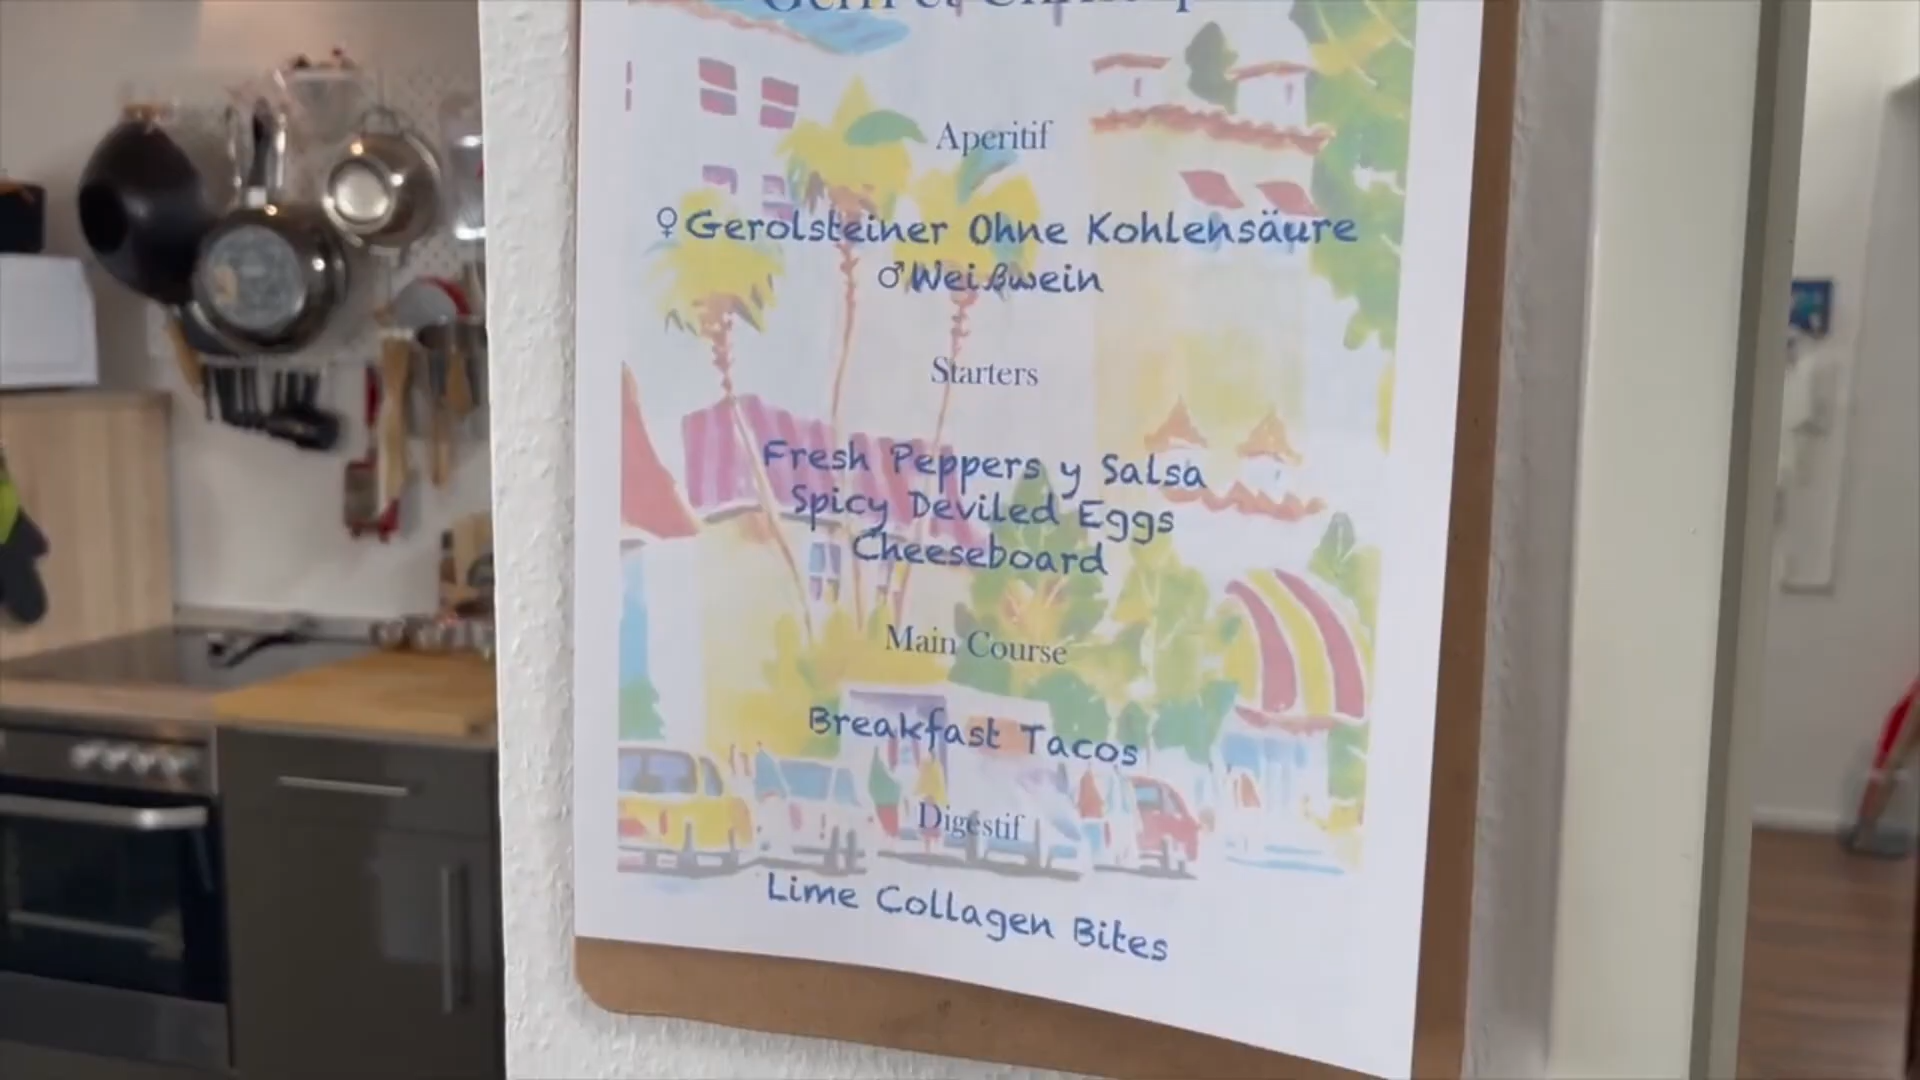 Aperitif
♀Gerolsteiner Ohne Kohlensäure
♂Weißwein
Starters
Fresh Peppers y Salsa
Spicy Deviled Eggs
Cheeseboard
Main Course
Breakfast Tacos
Digestif
Lime Collagen Bites